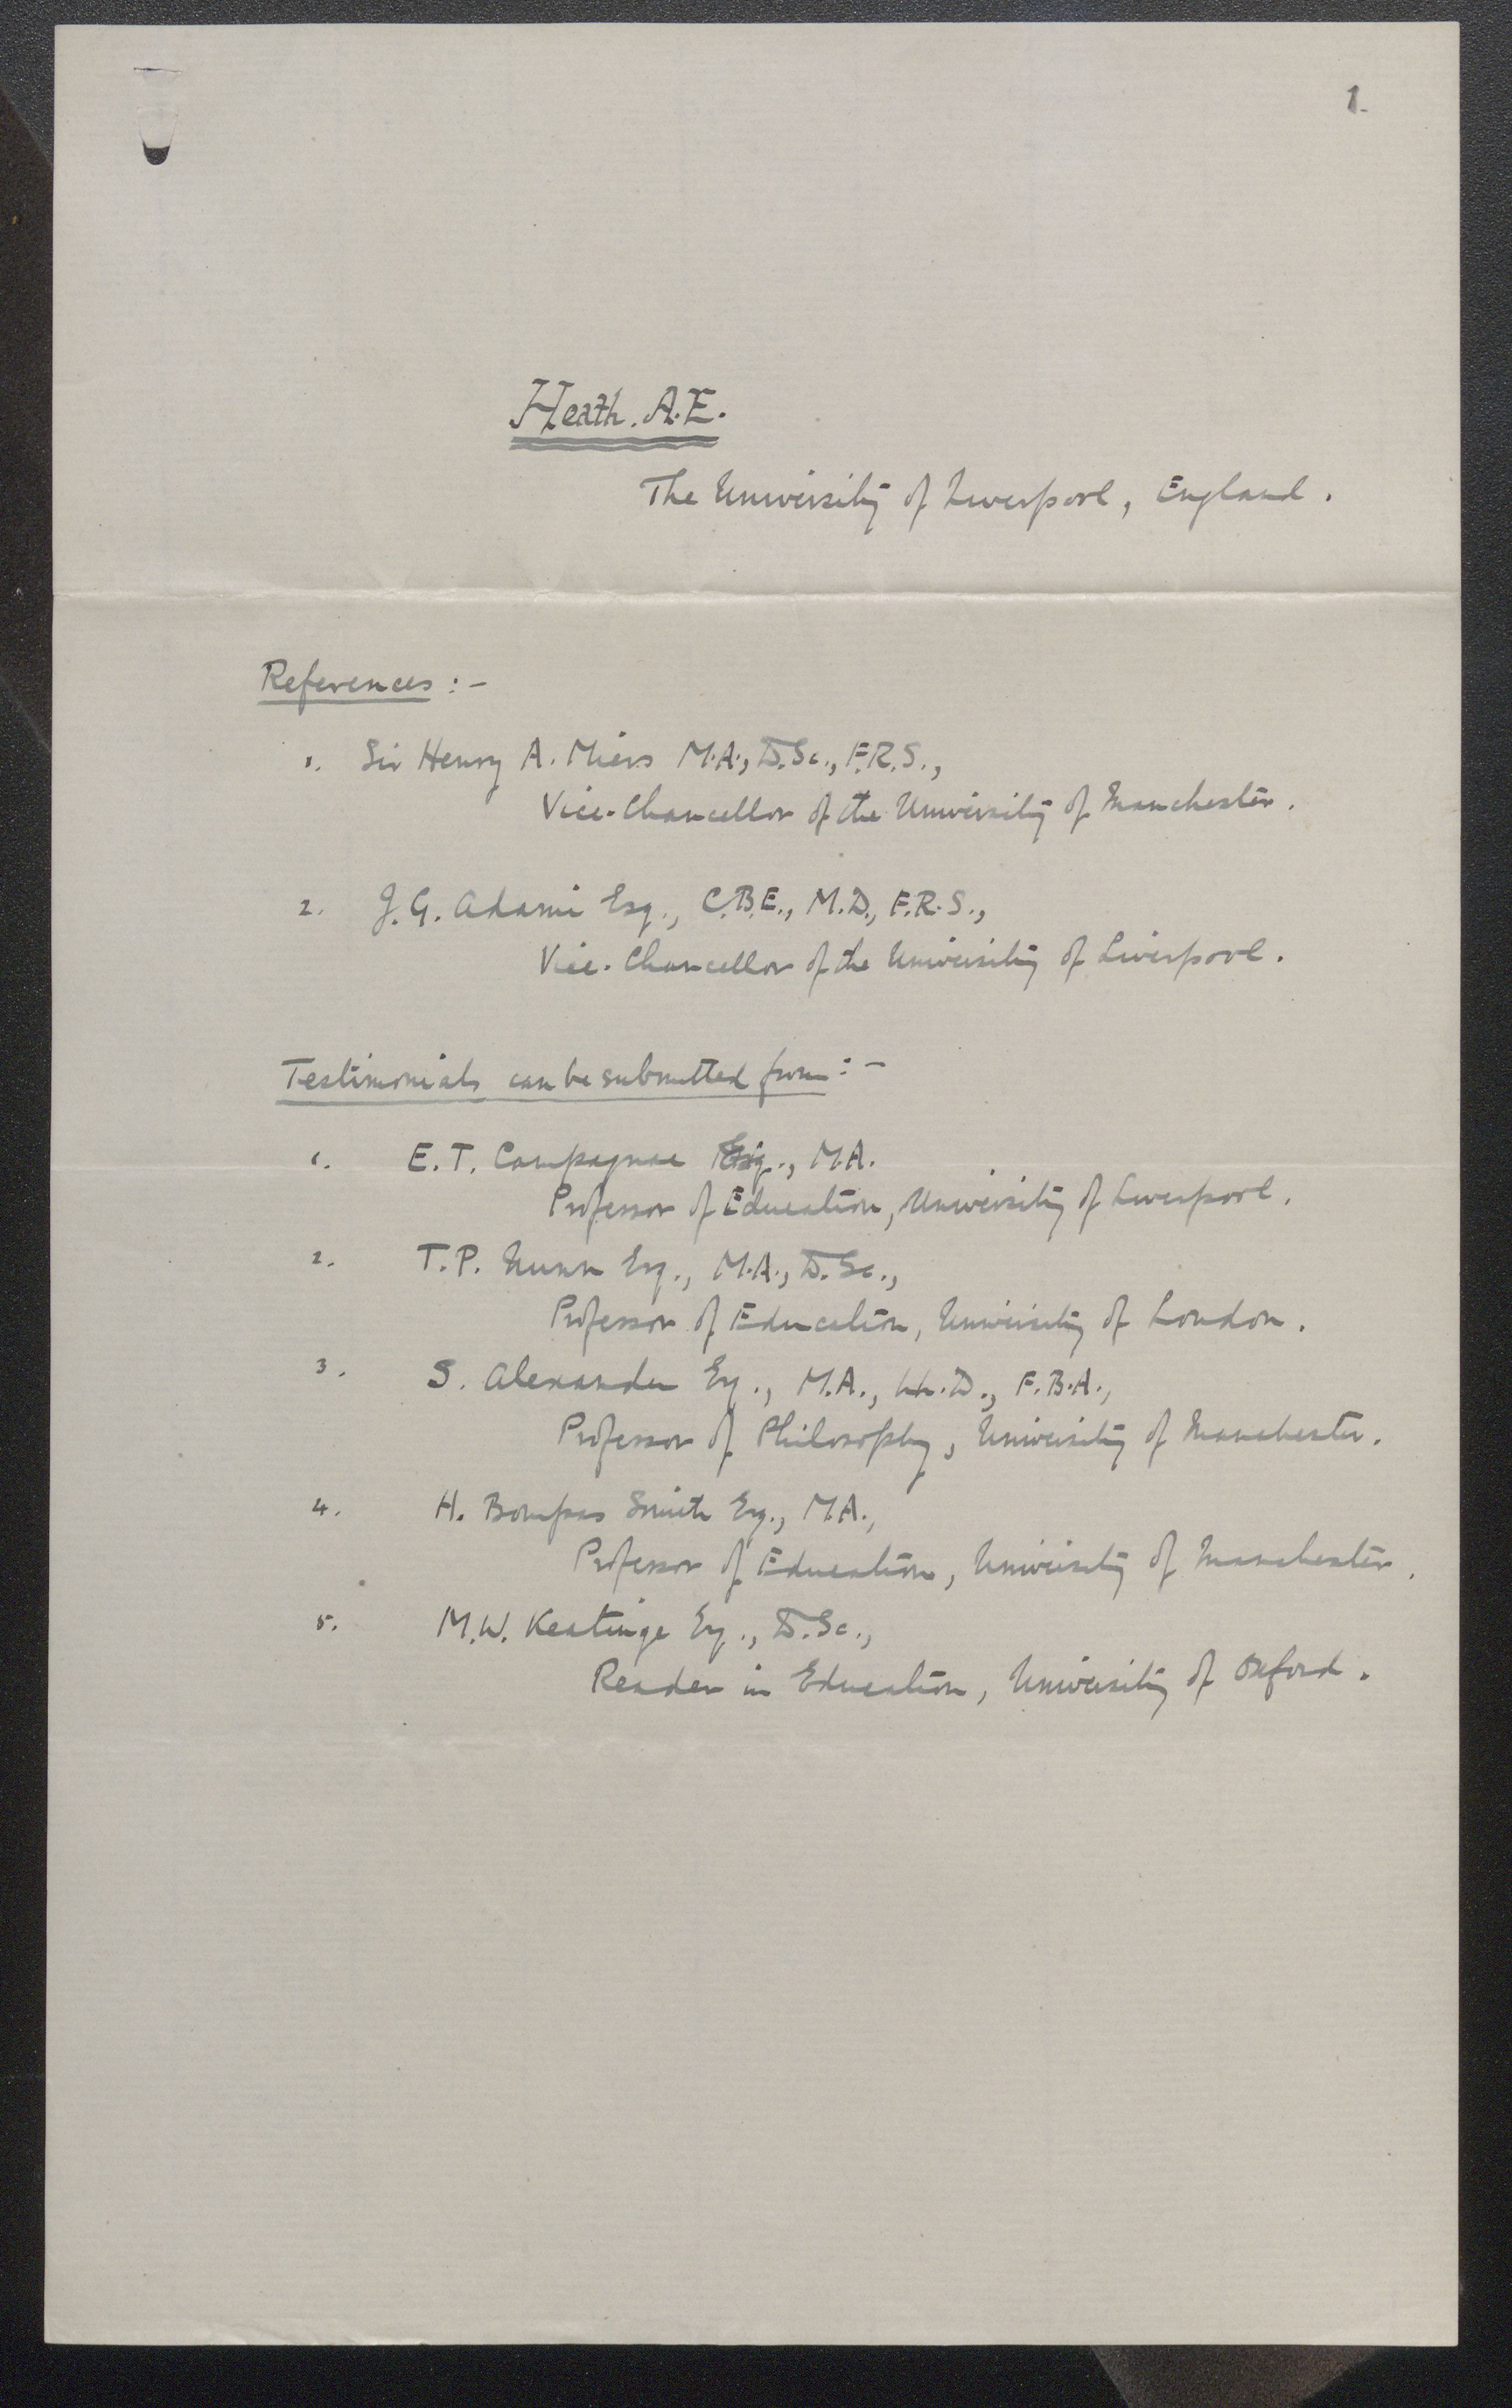 1.
Heath. A.E.
The University of Liverpool, England.
References:-
1. Sir Henry A. Miers M.A., D.Sc., F.R.S.,
Vice-Chancellor of the University of Manchester.
2. J.G. Adami Esq., C.B.E., M.D., F.R.S.,
Vice-Chancellor of the University of Liverpool.
Testimonials can be submitted from:-
1. E.T. Campagnac Esq., M.A.
Professor of Education, University of Liverpool.
2. T.P. Nunn Esq., M.A., D.Sc.,
Professor of Education, University of London.
3. S. Alexander Esq., M.A., LL.D., F.B.A.,
Professor of Philosophy, University of Manchester.
4. H. Bompas Smith Esq., M.A.,
Professor of Education, University of Manchester.
5. M.W. Keatinge Esq., D.Sc.,
Reader in Education, University of Oxford.